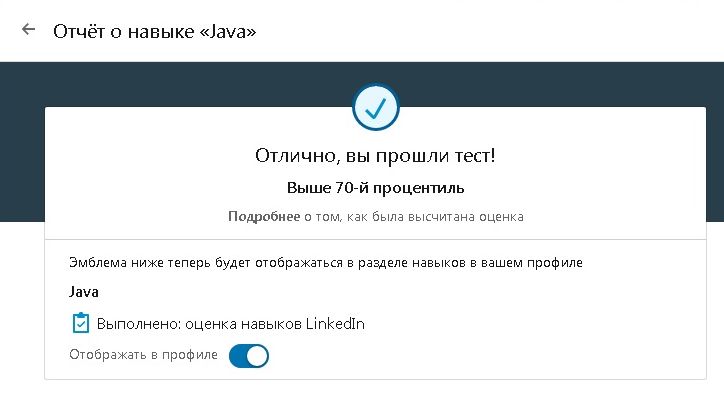 Отчёт о навыке «Java»
Отлично, вы прошли тест!
Выше 70-й процентиль
Подробнее о том, как была высчитана оценка
Эмблема ниже теперь будет отображаться в разделе навыков в вашем профиле
Java
Выполнено: оценка навыков LinkedIn
Отображать в профиле